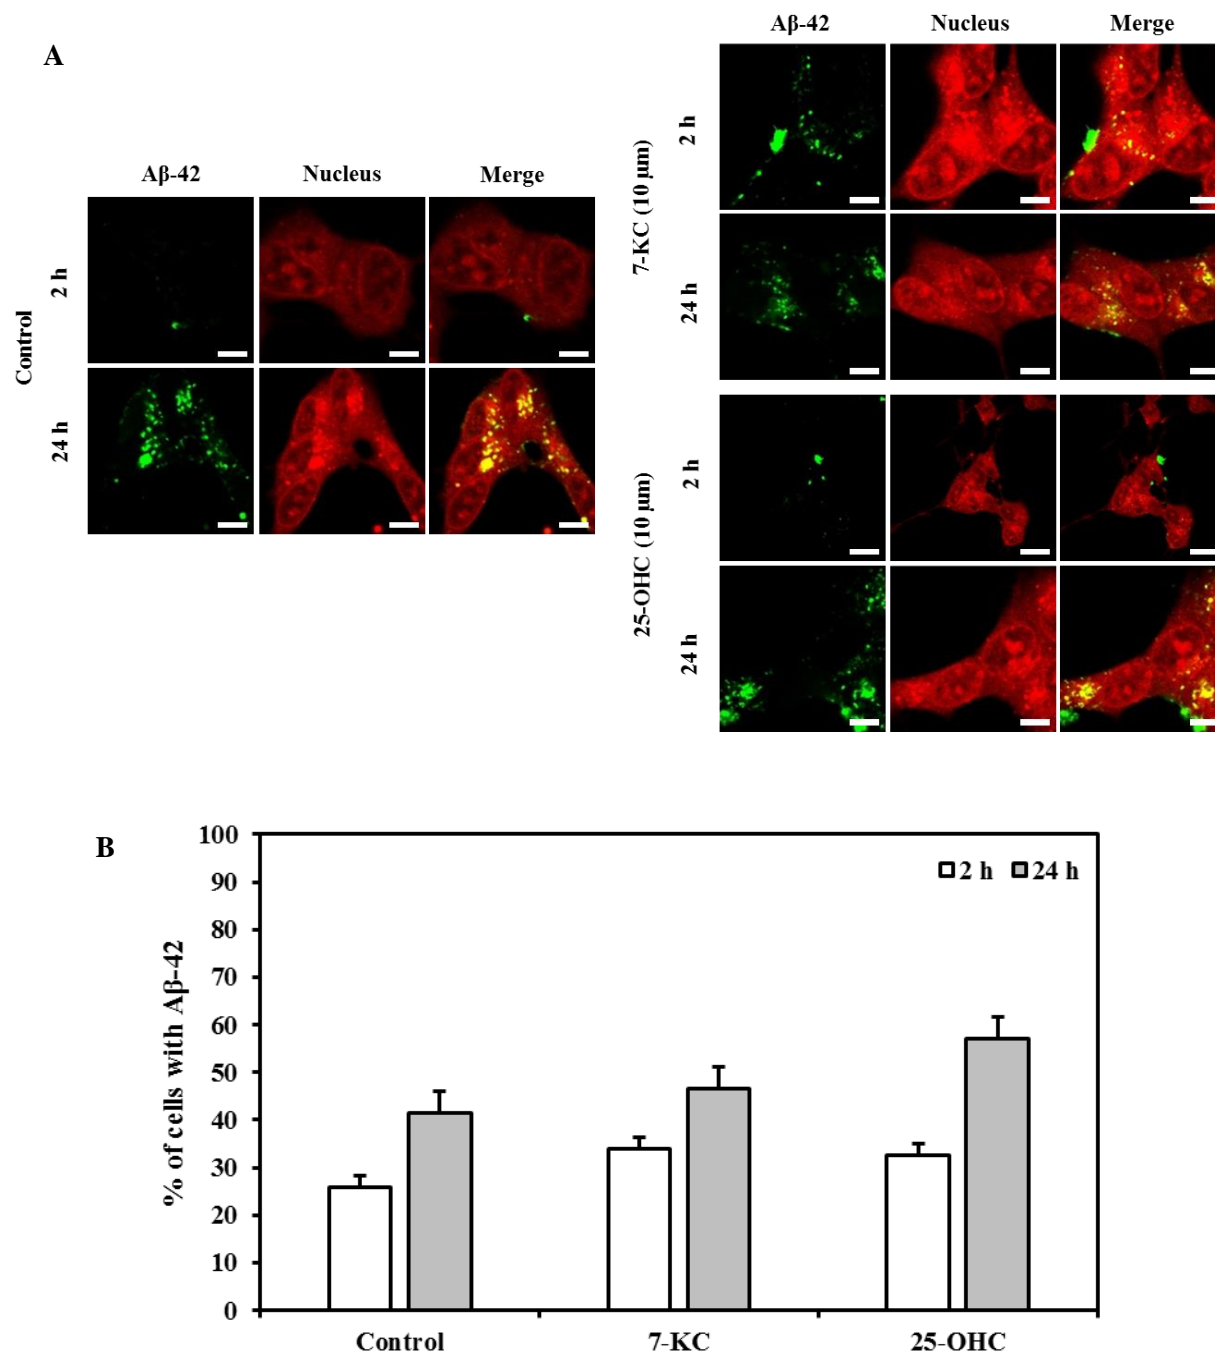 A
Aβ-42 Nucleus Merge
Control
2 h
24 h
Aβ-42 Nucleus Merge
7-KC (10 µm)
2 h
24 h
25-OHC (10 µm)
2 h
24 h
B
% of cells with Aβ-42
100
90
80
70
60
50
40
30
20
10
0
2 h 24 h
Control 7-KC 25-OHC